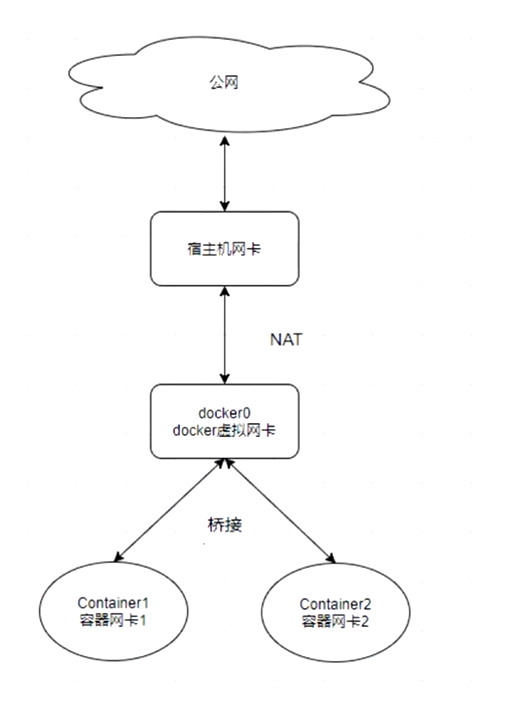 公网
宿主机网卡
NAT
docker0
docker虚拟网卡
桥接
Container1
容器网卡1
Container2
容器网卡2